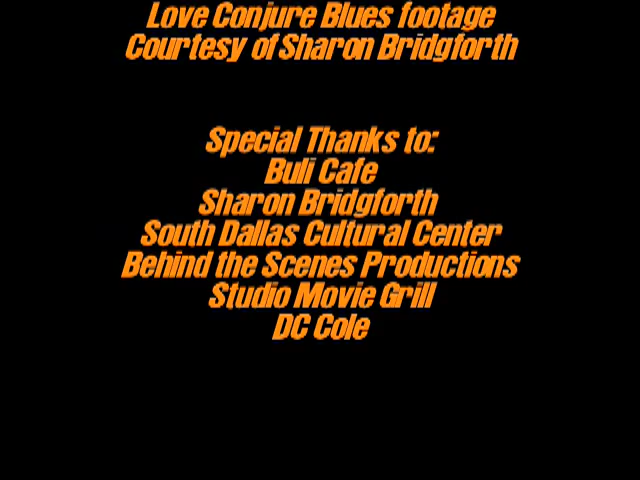 Love Conjure Blues footage
Courtesy of Sharon Bridgforth
Special Thanks to:
Buli Cafe
Sharon Bridgforth
South Dallas Cultural Center
Behind the Scenes Productions
Studio Movie Grill
DC Cole